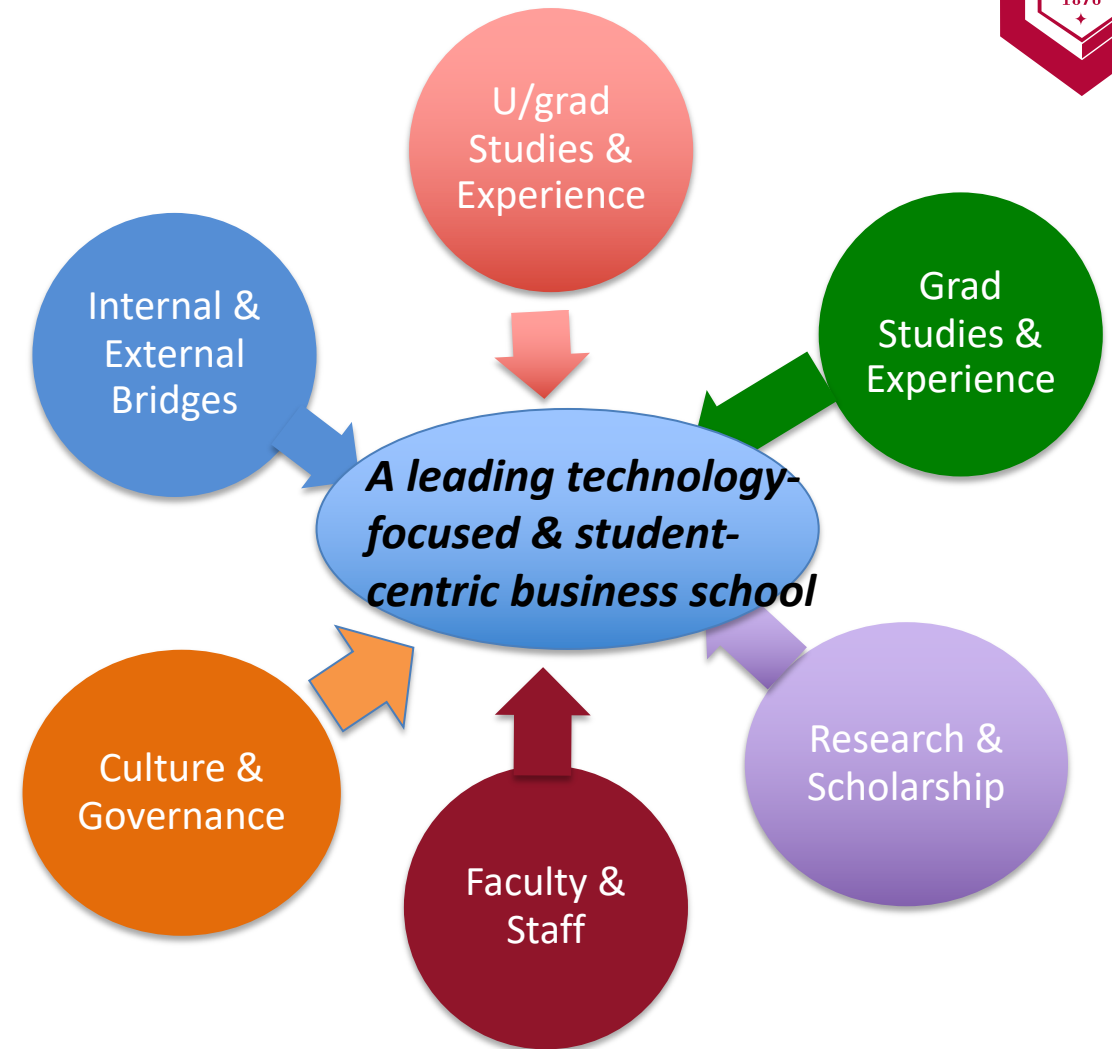 1876
U/grad
Studies &
Experience
Grad
Studies &
Experience
Internal &
External
Bridges
A leading technology-
focused & student-
centric business school
Research &
Scholarship
Culture &
Governance
Faculty &
Staff